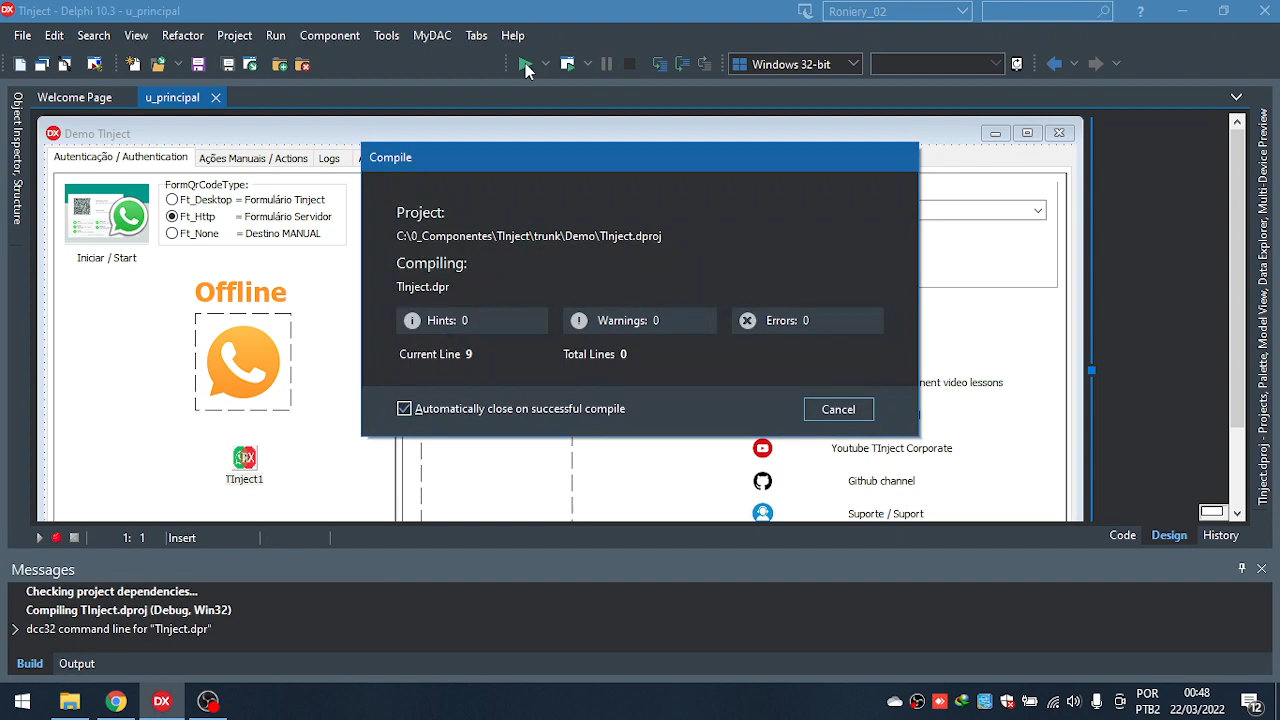 TInject - Delphi 10.3 - u_principal
Roniery_02
?
File Edit Search View Refactor Project Run Component Tools MyDAC Tabs Help
Windows 32-bit
Welcome Page
u_principal
Object Inspector, Structure
Demo TInject
Autenticação / Authentication
Ações Manuais / Actions
Logs
FormQrCodeType:
Ft_Desktop = Formulário Tinject
Ft_Http = Formulário Servidor
Ft_None = Destino MANUAL
Iniciar / Start
Offline
TInject1
Compile
Project:
C:\0_Componentes\TInject\trunk\Demo\TInject.dproj
Compiling:
TInject.dpr
Hints: 0
Warnings: 0
Errors: 0
Current Line 9
Total Lines 0
Automatically close on successful compile
Cancel
nent video lessons
Youtube TInject Corporate
Github channel
Suporte / Suport
TInject.dproj - Projects, Palette, Model View, Data Explorer, Multi-Device Preview
1: 1
Insert
Code
Design
History
Messages
Checking project dependencies...
Compiling TInject.dproj (Debug, Win32)
dcc32 command line for "TInject.dpr"
Build
Output
DX
POR
PTB2
00:48
22/03/2022
12